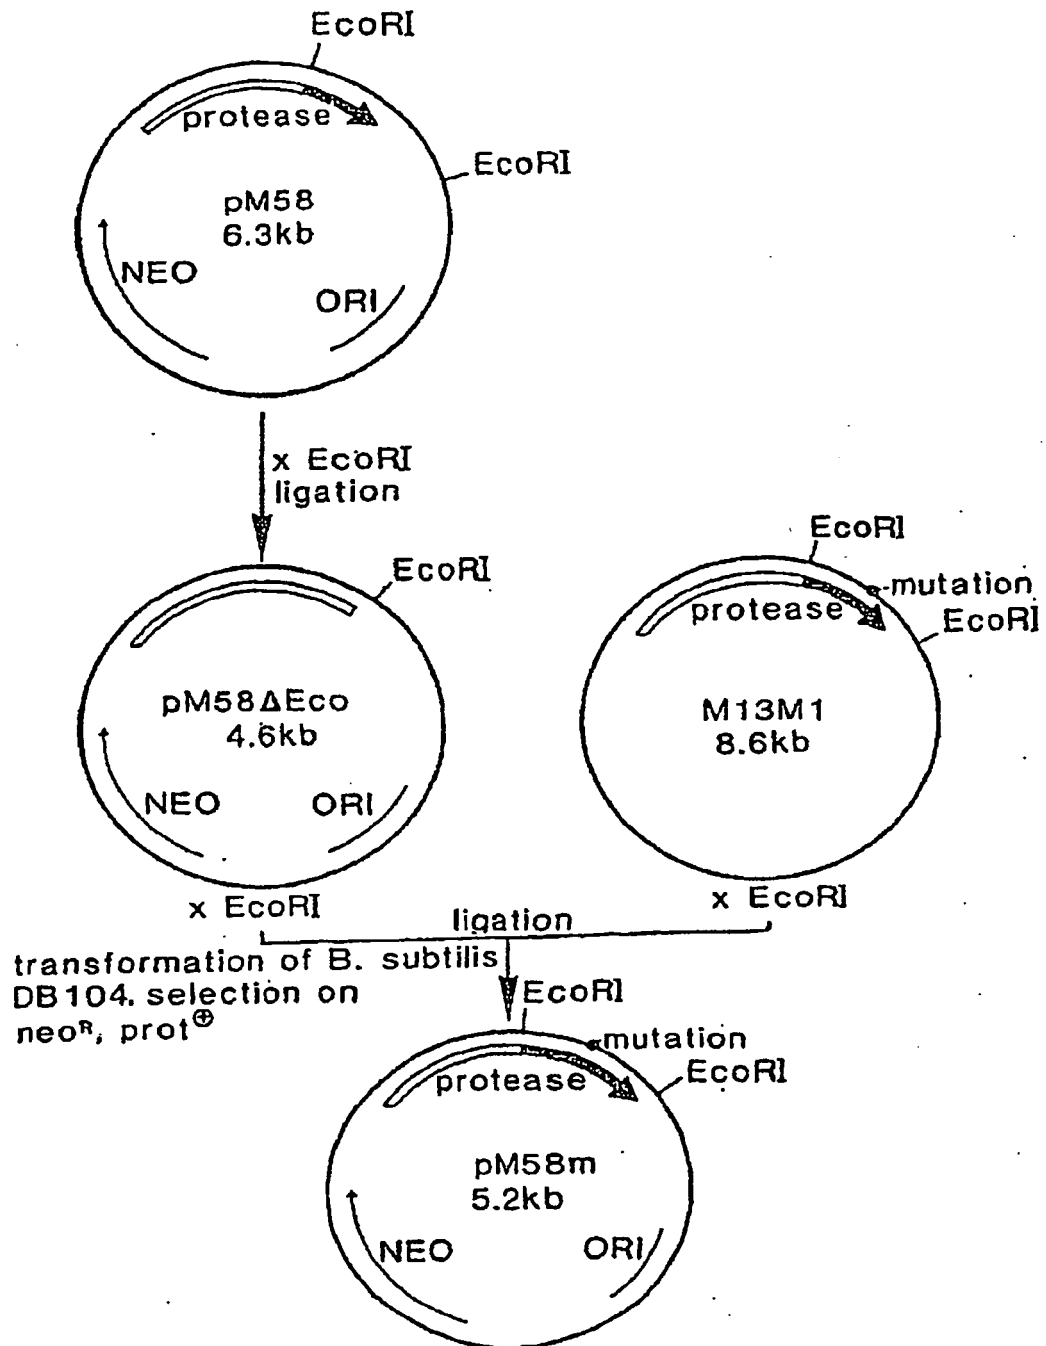 EcoRI
protease
EcoRI
pM58
6.3kb
NEO
ORI
x EcoRI
ligation
EcoRI
pM58ΔEco
4.6kb
NEO
ORI
x EcoRI
EcoRI
mutation
protease
EcoRI
M13M1
8.6kb
x EcoRI
ligation
transformation of B. subtilis
DB104. selection on
neoᴿ, prot⊕
EcoRI
mutation
protease
EcoRI
pM58m
5.2kb
NEO
ORI